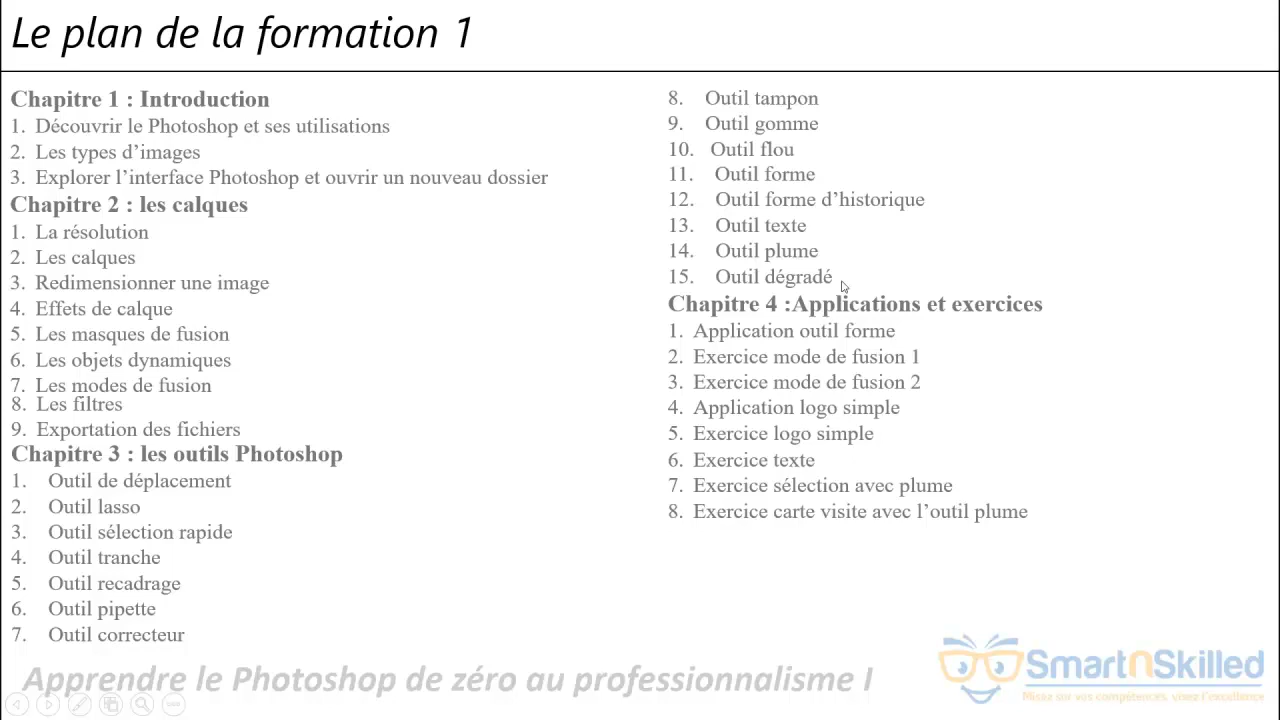 Le plan de la formation 1
Chapitre 1 : Introduction
1. Découvrir le Photoshop et ses utilisations
2. Les types d’images
3. Explorer l’interface Photoshop et ouvrir un nouveau dossier
Chapitre 2 : les calques
1. La résolution
2. Les calques
3. Redimensionner une image
4. Effets de calque
5. Les masques de fusion
6. Les objets dynamiques
7. Les modes de fusion
8. Les filtres
9. Exportation des fichiers
Chapitre 3 : les outils Photoshop
1. Outil de déplacement
2. Outil lasso
3. Outil sélection rapide
4. Outil tranche
5. Outil recadrage
6. Outil pipette
7. Outil correcteur
8. Outil tampon
9. Outil gomme
10. Outil flou
11. Outil forme
12. Outil forme d’historique
13. Outil texte
14. Outil plume
15. Outil dégradé
Chapitre 4 :Applications et exercices
1. Application outil forme
2. Exercice mode de fusion 1
3. Exercice mode de fusion 2
4. Application logo simple
5. Exercice logo simple
6. Exercice texte
7. Exercice sélection avec plume
8. Exercice carte visite avec l’outil plume
Apprendre le Photoshop de zéro au professionnalisme I
SmartnSkilled
Misez sur vos compétences, visez l'excellence